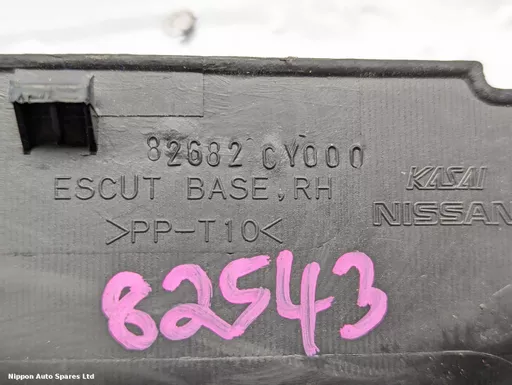 82682 CY000
ESCUT BASE, RH
>PP-T10<
KASAI
NISSAN
82543
Nippon Auto Spares Ltd